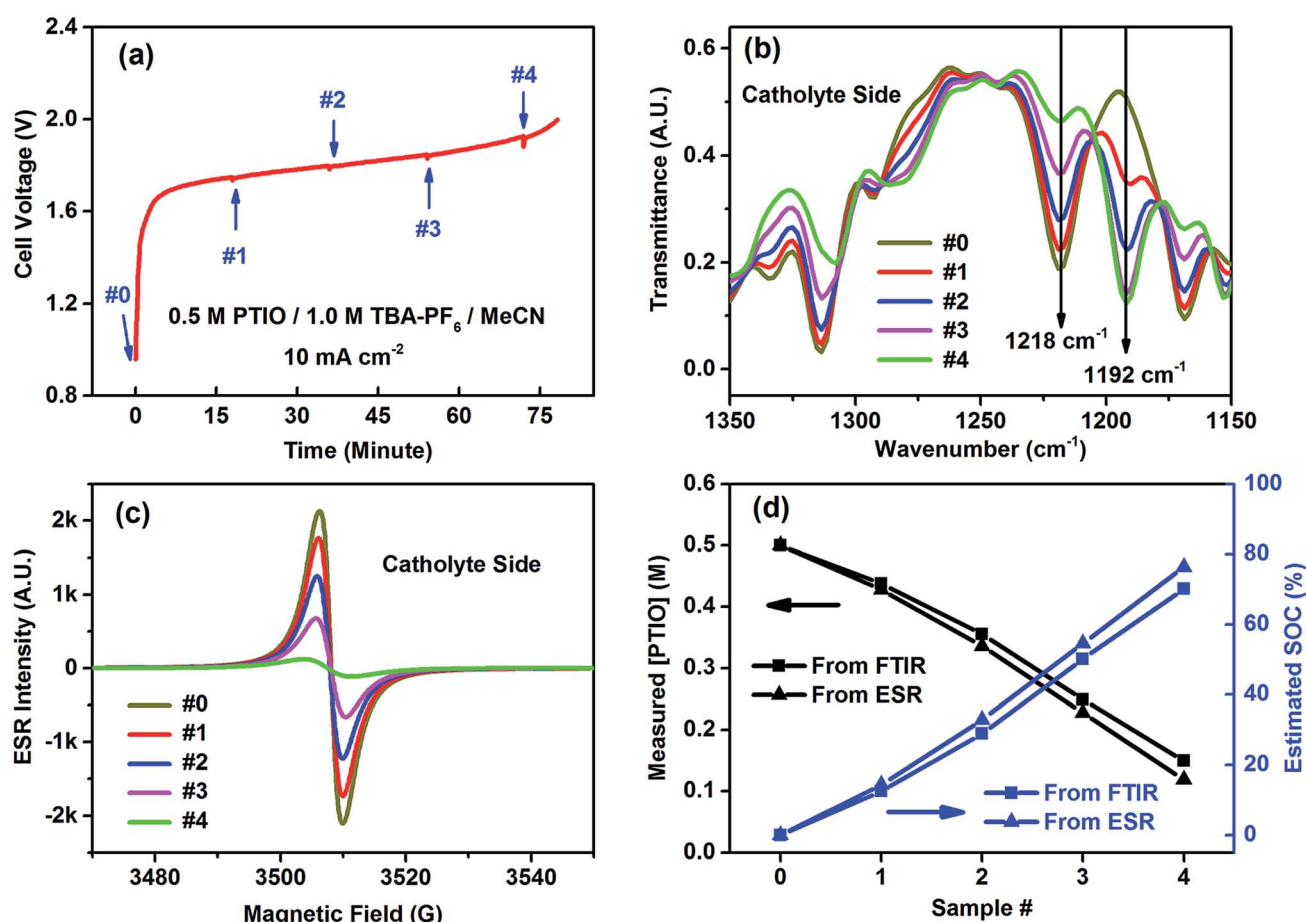 (a)
2.4
2.0
1.6
1.2
0.8
Cell Voltage (V)
#0
#1
#2
#3
#4
0.5 M PTIO / 1.0 M TBA-PF6 / MeCN
10 mA cm-2
0 15 30 45 60 75
Time (Minute)
(b)
0.6
0.4
0.2
0.0
Transmittance (A.U.)
Catholyte Side
#0
#1
#2
#3
#4
1218 cm-1
1192 cm-1
1350 1300 1250 1200 1150
Wavenumber (cm-1)
(c)
2k
1k
0
-1k
-2k
ESR Intensity (A.U.)
Catholyte Side
#0
#1
#2
#3
#4
3480 3500 3520 3540
Magnetic Field (G)
(d)
0.6
0.5
0.4
0.3
0.2
0.1
0.0
Measured [PTIO] (M)
From FTIR
From ESR
From FTIR
From ESR
100
80
60
40
20
0
Estimated SOC (%)
0 1 2 3 4
Sample #